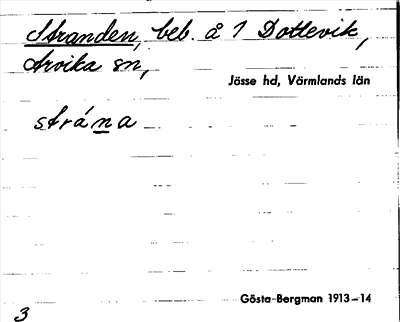 Stranden, beb. å 1 Dottevik,
Arvika sn,
Jösse hd, Värmlands län
strána
Gösta Bergman 1913–14
3